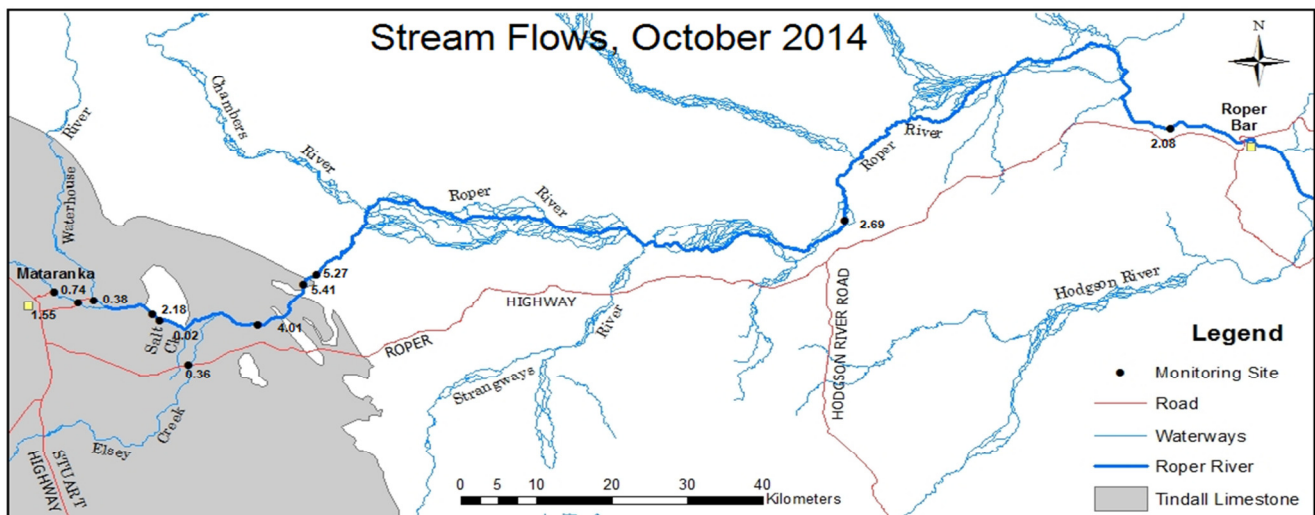 Stream Flows, October 2014
N
Chambers
River
River
Waterhouse
River
Roper
River
Roper
River
Roper
Bar
2.08
2.69
Mataranka
0.74
0.38
1.55
2.18
0.02
Salt
Ck
5.27
5.41
4.01
0.36
ROPER
HIGHWAY
HODGSON RIVER ROAD
Hodgson River
Strangways
River
Elsey
Creek
STUART
HIGHWAY
0 5 10 20 30 40
Kilometers
Legend
Monitoring Site
Road
Waterways
Roper River
Tindall Limestone